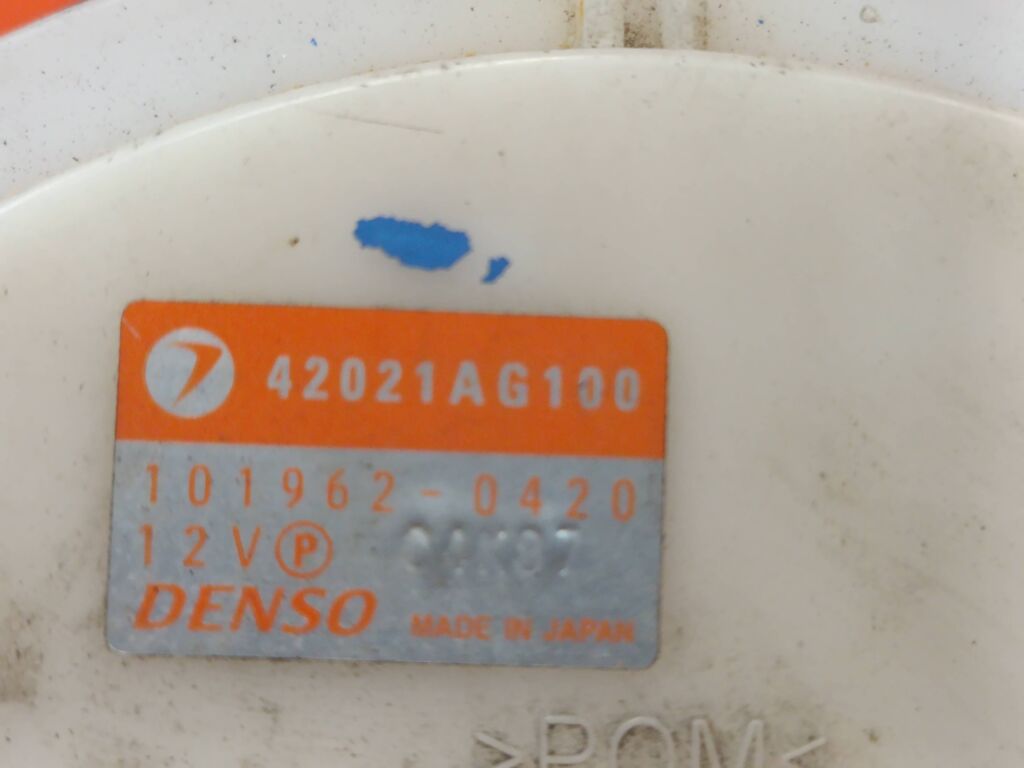 42021AG100
101962-0420
12V Ⓟ
DENSO MADE IN JAPAN
>POM<